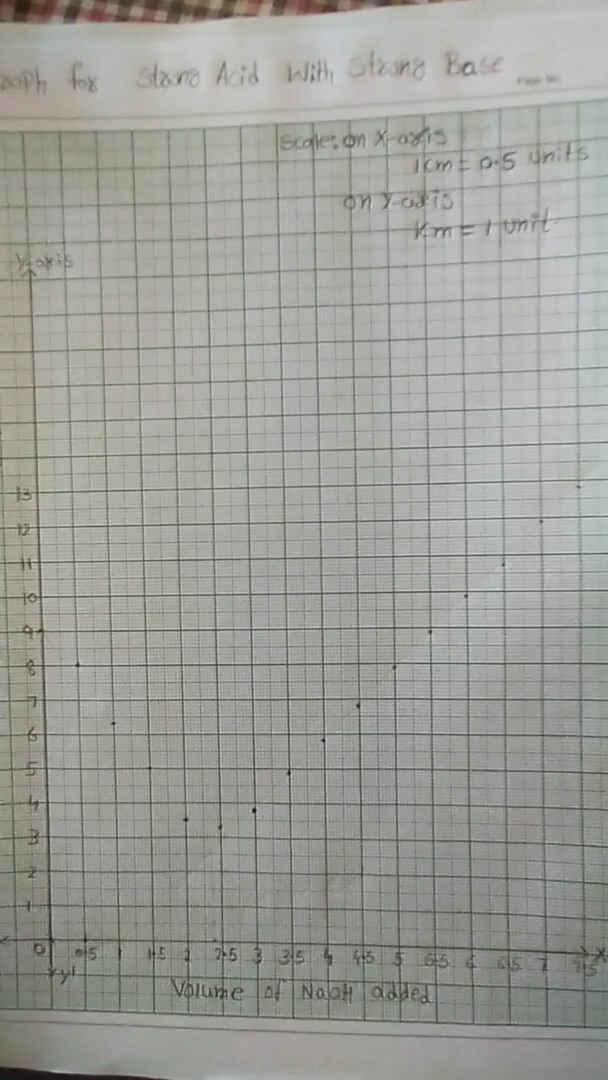 aph for Strong Acid With Strong Base
Page No.
Scale: on X-axis
1cm = 0.5 units
on Y-axis
1cm = 1 unit
Y-axis
13
12
11
10
9
8
7
6
5
4
3
2
1
0 0.5 1 1.5 2 2.5 3 3.5 4 4.5 5 5.5 6 6.5 7 7.5 X
y'
Volume of NaOH added